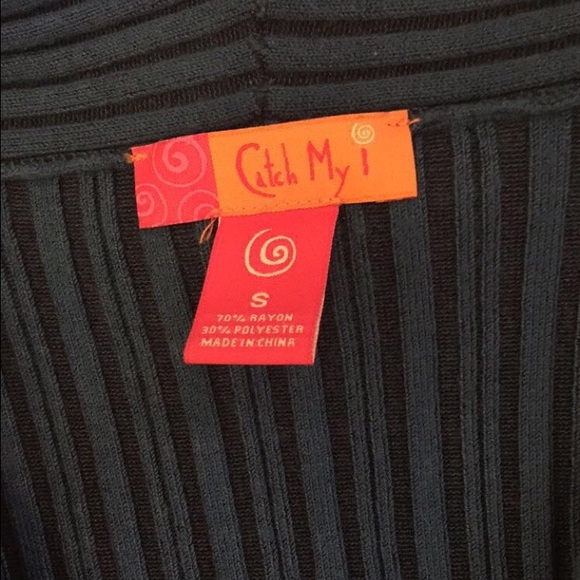 Catch My i
S
70% RAYON
30% POLYESTER
MADE IN CHINA